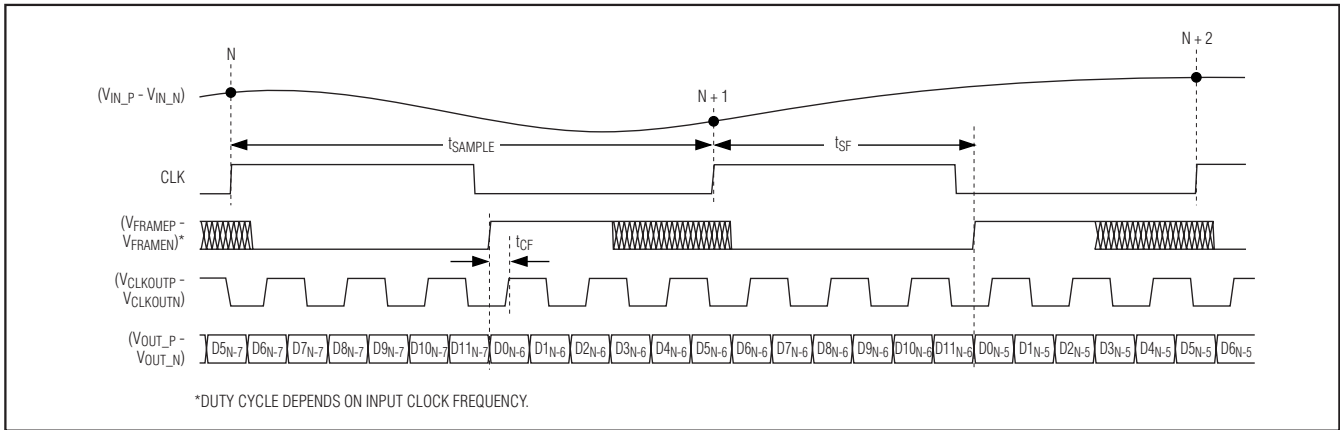 N
N + 1
N + 2
(VIN_P - VIN_N)
tSAMPLE
tSF
CLK
(VFRAMEP -
VFRAMEN)*
tCF
(VCLKOUTP -
VCLKOUTN)
(VOUT_P -
VOUT_N)
D5N-7 D6N-7 D7N-7 D8N-7 D9N-7 D10N-7 D11N-7 D0N-6 D1N-6 D2N-6 D3N-6 D4N-6 D5N-6 D6N-6 D7N-6 D8N-6 D9N-6 D10N-6 D11N-6 D0N-5 D1N-5 D2N-5 D3N-5 D4N-5 D5N-5 D6N-5
*DUTY CYCLE DEPENDS ON INPUT CLOCK FREQUENCY.